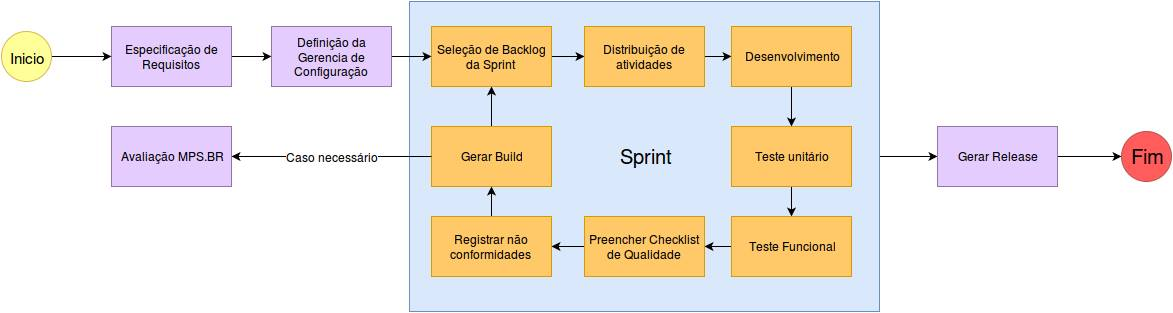 Inicio
Especificação de
Requisitos
Definição da
Gerencia de
Configuração
Seleção de Backlog
da Sprint
Distribuição de
atividades
Desenvolvimento
Avaliação MPS.BR
Caso necessário
Gerar Build
Sprint
Teste unitário
Gerar Release
Fim
Registrar não
conformidades
Preencher Checklist
de Qualidade
Teste Funcional